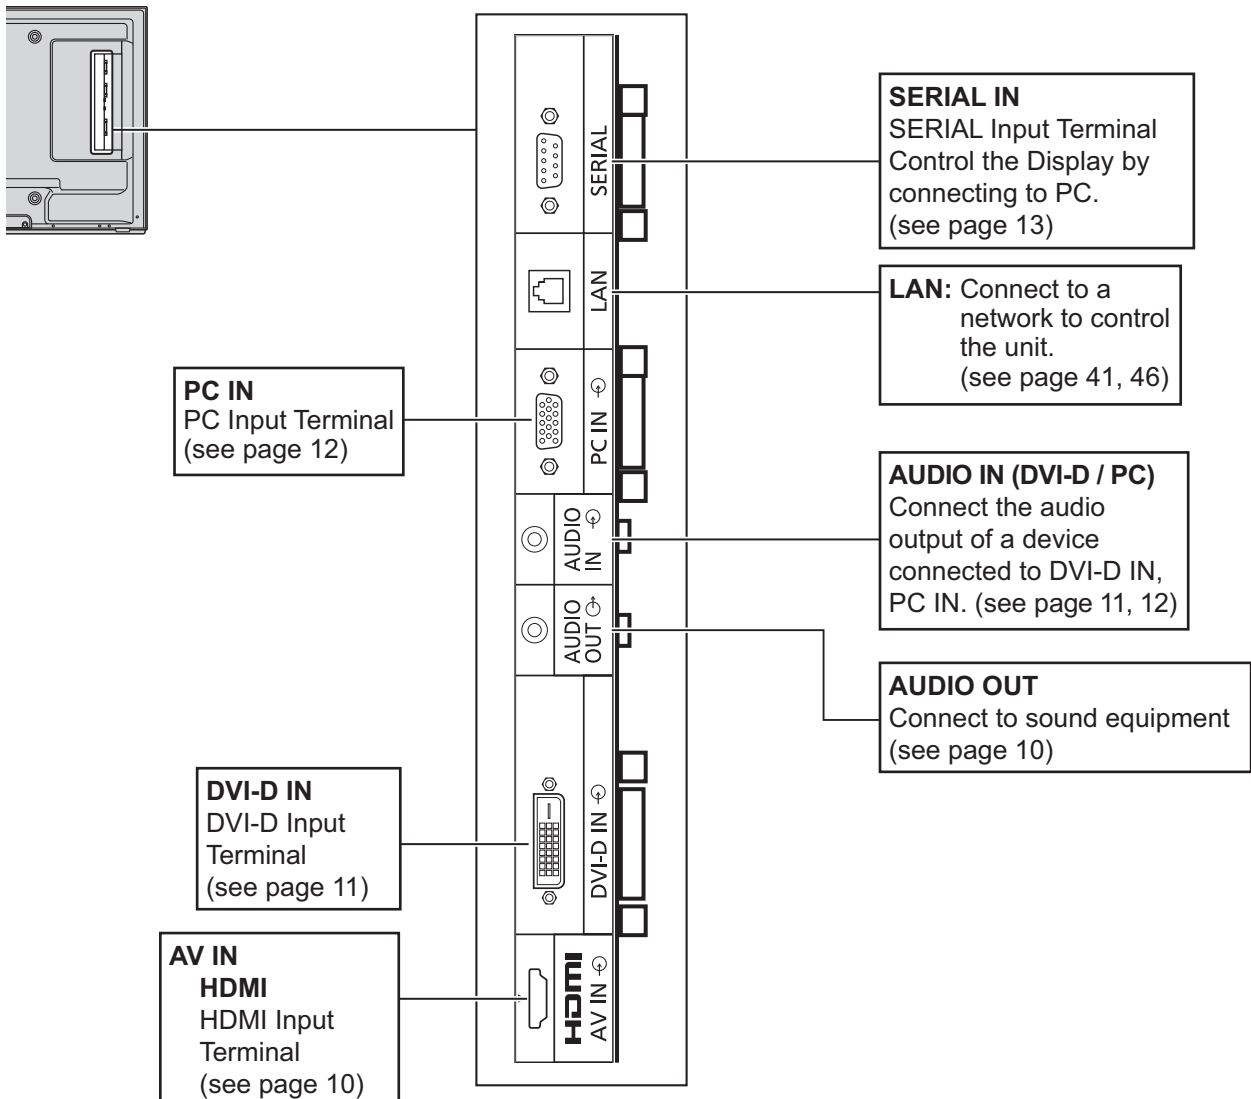 SERIAL
LAN
PC IN
AUDIO
IN
AUDIO
OUT
DVI-D IN
HDMI
AV IN
PC IN
PC Input Terminal
(see page 12)
DVI-D IN
DVI-D Input
Terminal
(see page 11)
AV IN
HDMI
HDMI Input
Terminal
(see page 10)
SERIAL IN
SERIAL Input Terminal
Control the Display by
connecting to PC.
(see page 13)
LAN: Connect to a
network to control
the unit.
(see page 41, 46)
AUDIO IN (DVI-D / PC)
Connect the audio
output of a device
connected to DVI-D IN,
PC IN. (see page 11, 12)
AUDIO OUT
Connect to sound equipment
(see page 10)